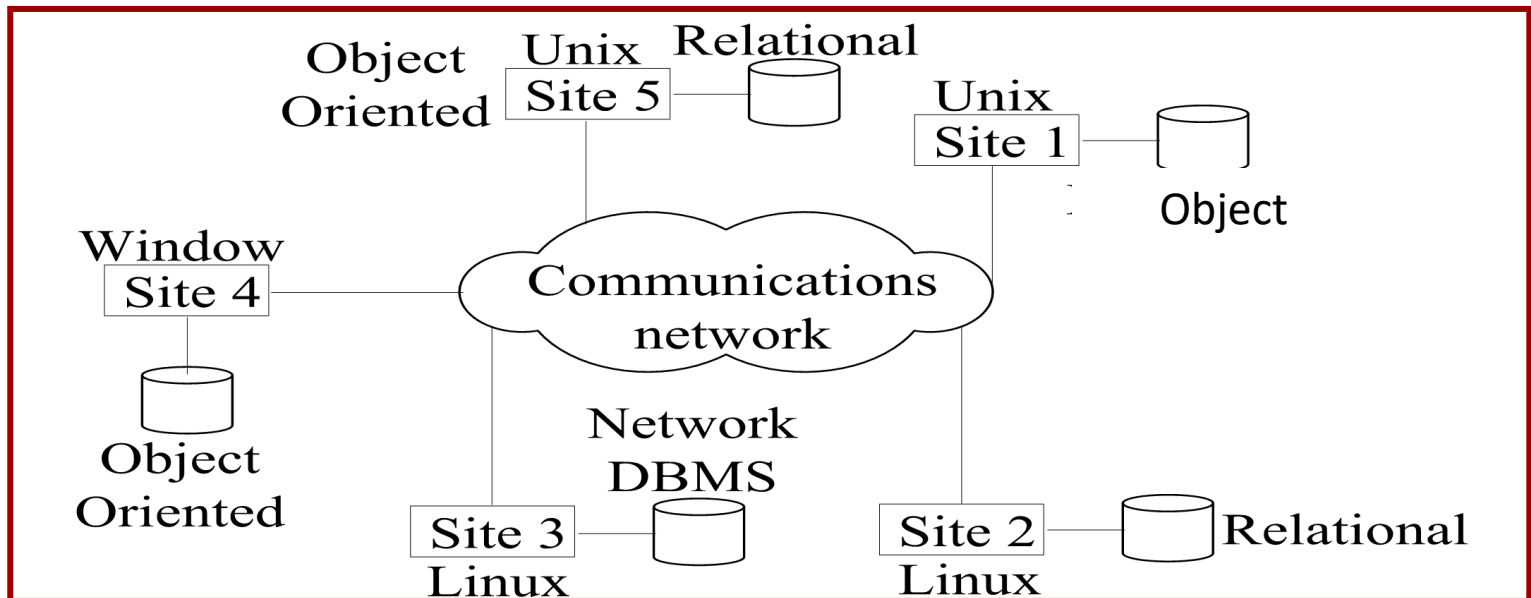 Object
Oriented
Unix
Site 5
Relational
Unix
Site 1
Object
Window
Site 4
Object
Oriented
Communications
network
Network
DBMS
Site 3
Linux
Site 2
Linux
Relational